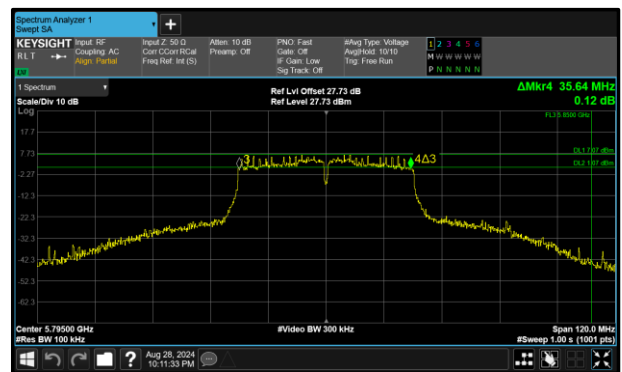 Spectrum Analyzer 1
Swept SA
+
KEYSIGHT Input: RF Input Z: 50 Ω Atten: 10 dB PNO: Fast #Avg Type: Voltage 1 2 3 4 5 6
RLT Coupling: AC Corr CCorr RCal Preamp: Off Gate: Off Avg|Hold: 10/10 M W W W W W
Align: Partial Freq Ref: Int (S) IF Gain: Low Trig: Free Run P N N N N N
Sig Track: Off
LW
1 Spectrum Ref Lvl Offset 27.73 dB ΔMkr4 35.64 MHz
Scale/Div 10 dB Ref Level 27.73 dBm 0.12 dB
Log
FL3 5.8500 GHz
17.7
DL1 7.07 dBm
7.73
3 4Δ3
DL2 1.07 dBm
-2.27
-12.3
-22.3
-32.3
-42.3
-52.3
-62.3
Center 5.79500 GHz #Video BW 300 kHz Span 120.0 MHz
#Res BW 100 kHz #Sweep 1.00 s (1001 pts)
? Aug 28, 2024
10:11:33 PM